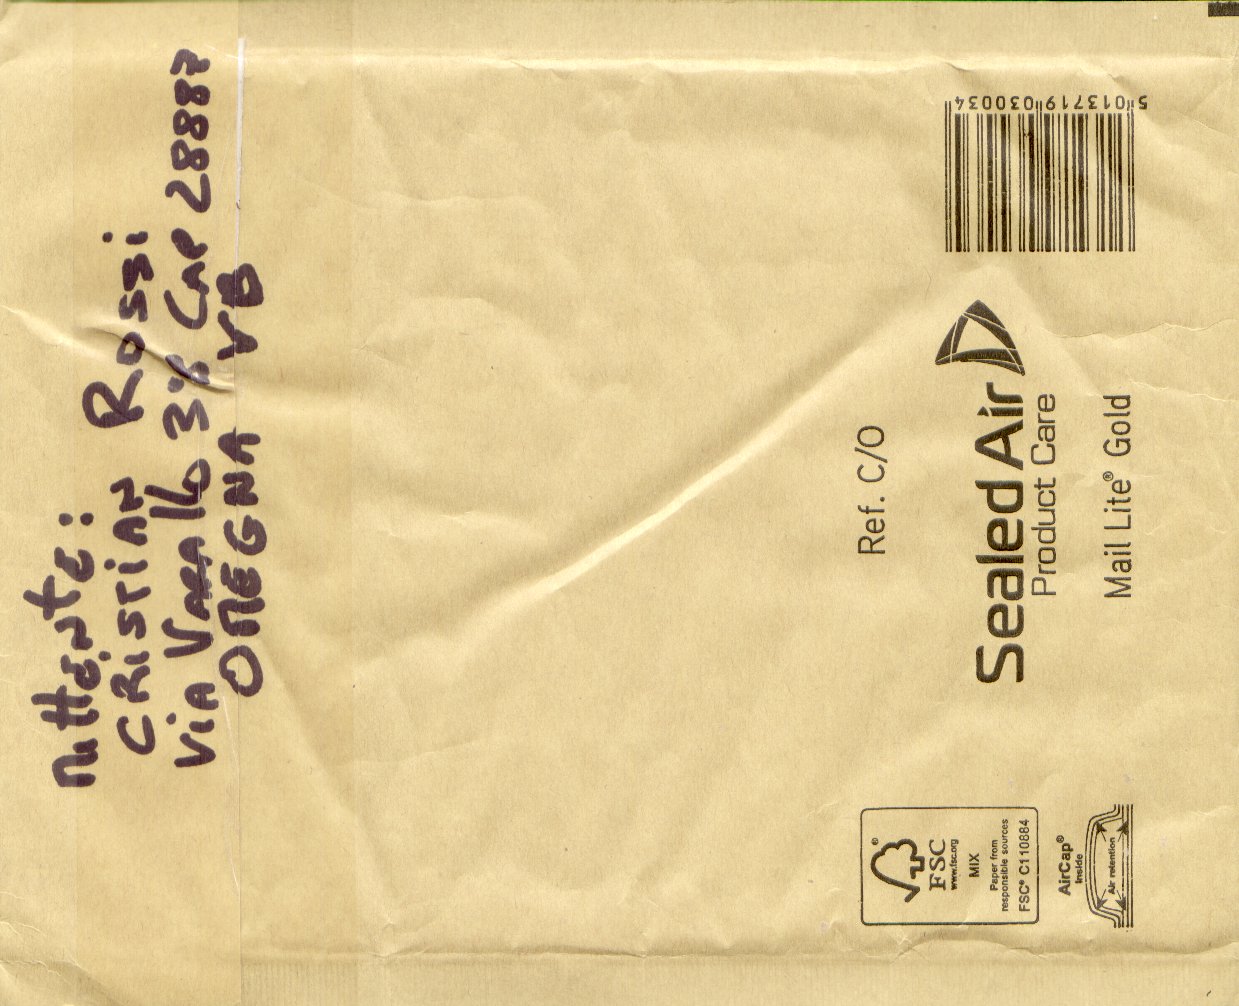 Mittente:
CRISTIAN Rossi
Via VARALLO 38 CAP 28887
OMEGNA VB
5 013719 030034
Ref. C/O
Sealed Air
Product Care
Mail Lite® Gold
®
FSC
www.fsc.org
MIX
Paper from
responsible sources
FSC® C110884
AirCap®
Inside
Air retention